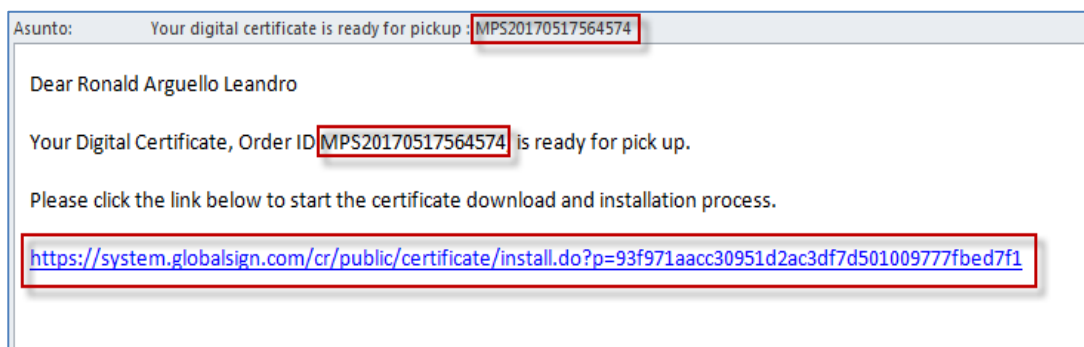 Asunto: Your digital certificate is ready for pickup : MPS20170517564574
Dear Ronald Arguello Leandro
Your Digital Certificate, Order ID MPS20170517564574 is ready for pick up.
Please click the link below to start the certificate download and installation process.
https://system.globalsign.com/cr/public/certificate/install.do?p=93f971aacc30951d2ac3df7d501009777fbed7f1